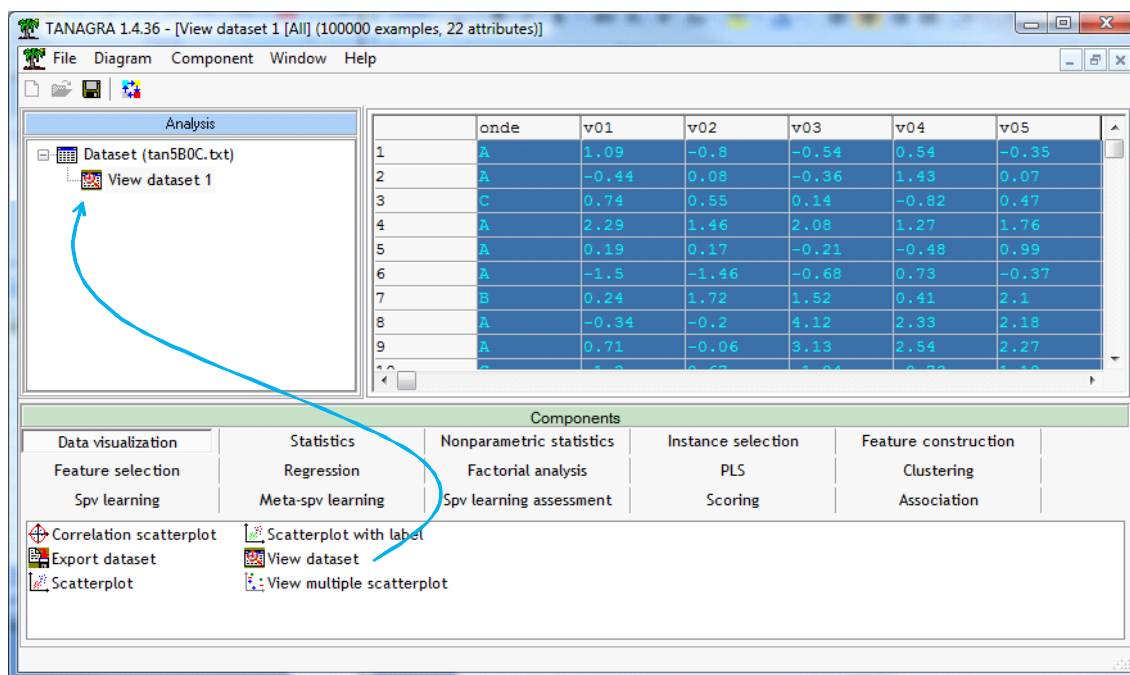 TANAGRA 1.4.36 - [View dataset 1 [All] (100000 examples, 22 attributes)]
File Diagram Component Window Help
Analysis
Dataset (tan5B0C.txt)
View dataset 1
onde v01 v02 v03 v04 v05
1 A 1.09 -0.8 -0.54 0.54 -0.35
2 A -0.44 0.08 -0.36 1.43 0.07
3 C 0.74 0.55 0.14 -0.82 0.47
4 A 2.29 1.46 2.08 1.27 1.76
5 A 0.19 0.17 -0.21 -0.48 0.99
6 A -1.5 -1.46 -0.68 0.73 -0.37
7 B 0.24 1.72 1.52 0.41 2.1
8 A -0.34 -0.2 4.12 2.33 2.18
9 A 0.71 -0.06 3.13 2.54 2.27
Components
Data visualization Statistics Nonparametric statistics Instance selection Feature construction
Feature selection Regression Factorial analysis PLS Clustering
Spv learning Meta-spv learning Spv learning assessment Scoring Association
Correlation scatterplot Scatterplot with label
Export dataset View dataset
Scatterplot View multiple scatterplot